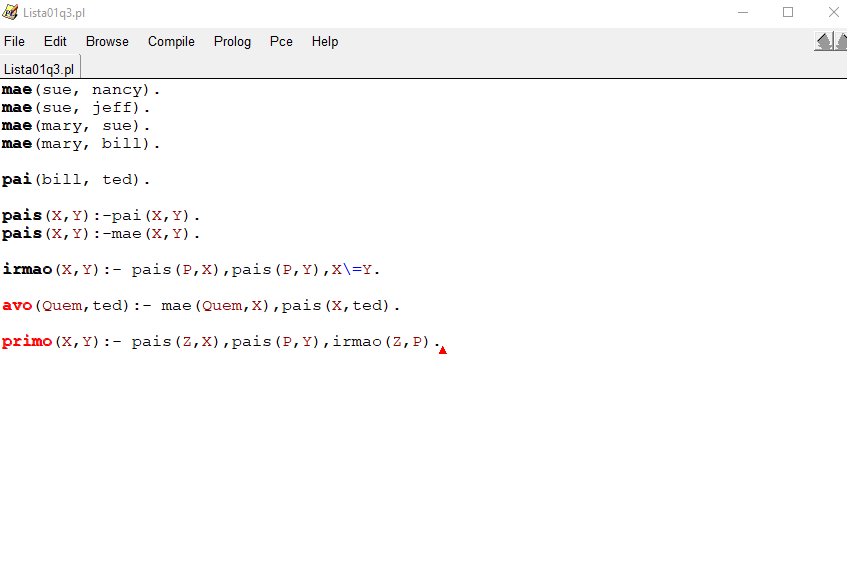 Lista01q3.pl
File Edit Browse Compile Prolog Pce Help
Lista01q3.pl
mae(sue, nancy).
mae(sue, jeff).
mae(mary, sue).
mae(mary, bill).
pai(bill, ted).
pais(X,Y):-pai(X,Y).
pais(X,Y):-mae(X,Y).
irmao(X,Y):- pais(P,X),pais(P,Y),X\=Y.
avo(Quem,ted):- mae(Quem,X),pais(X,ted).
primo(X,Y):- pais(Z,X),pais(P,Y),irmao(Z,P).